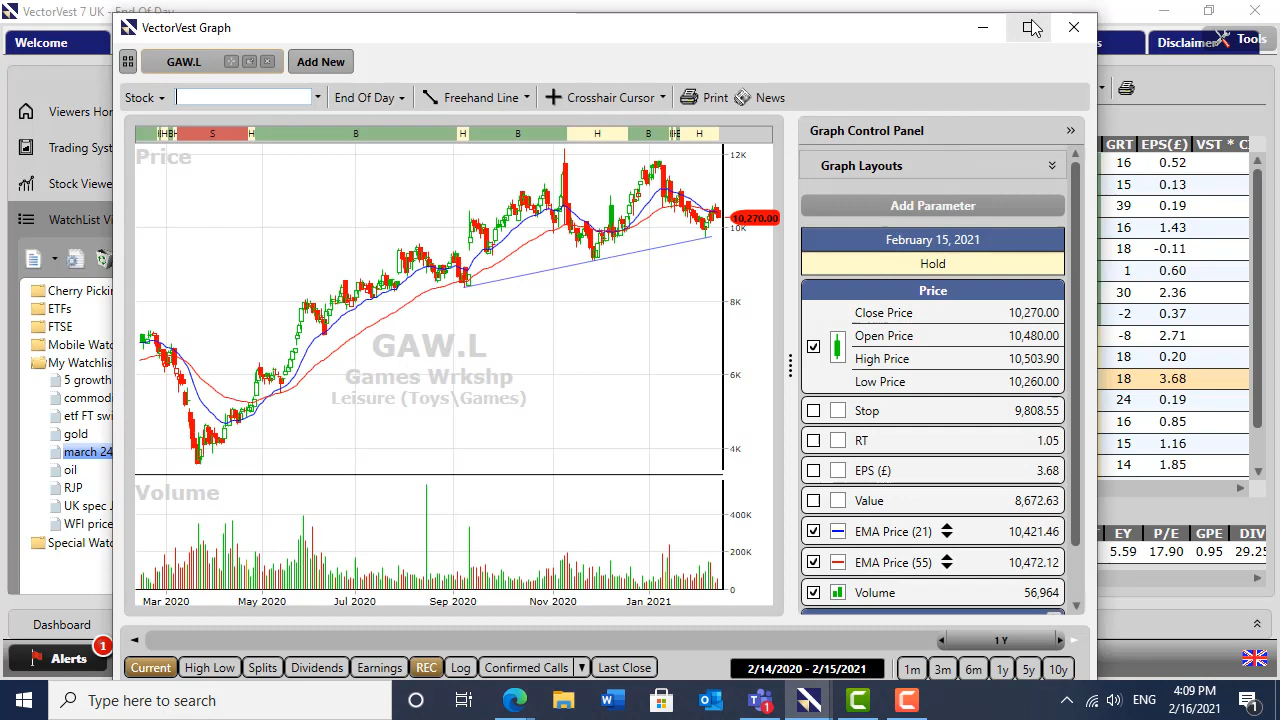 VectorVest 7 UK - End Of Day
Welcome
Disclaimer
Tools
VectorVest Graph
GAW.L
Add New
Stock
End Of Day
Freehand Line
Crosshair Cursor
Print
News
Viewers Hom
Trading Syst
Stock Viewe
WatchList Vi
Cherry Pickin
ETFs
FTSE
Mobile Watch
My Watchlist
5 growth
commodi
etf FT swi
gold
march 24
oil
RJP
UK spec J
WFI price
Special Watch
Dashboard
Alerts
1
H B H S H B H B H B H B H
Price
12K
10,270.00
10K
8K
6K
4K
GAW.L
Games Wrkshp
Leisure (Toys\Games)
Volume
400K
200K
0
Mar 2020 May 2020 Jul 2020 Sep 2020 Nov 2020 Jan 2021
1 Y
Current High Low Splits Dividends Earnings REC Log Confirmed Calls Last Close
2/14/2020 - 2/15/2021
1m 3m 6m 1y 5y 10y
Graph Control Panel
Graph Layouts
Add Parameter
February 15, 2021
Hold
Price
Close Price 10,270.00
Open Price 10,480.00
High Price 10,503.90
Low Price 10,260.00
Stop 9,808.55
RT 1.05
EPS (£) 3.68
Value 8,672.63
EMA Price (21) 10,421.46
EMA Price (55) 10,472.12
Volume 56,964
GRT EPS(£) VST * C
16 0.52
15 0.13
39 0.19
16 1.43
18 -0.11
1 0.60
30 2.36
-2 0.37
-8 2.71
18 0.20
18 3.68
24 0.19
16 0.85
15 1.16
14 1.85
EY P/E GPE DIV
5.59 17.90 0.95 29.25
Type here to search
ENG
4:09 PM
2/16/2021
1
1